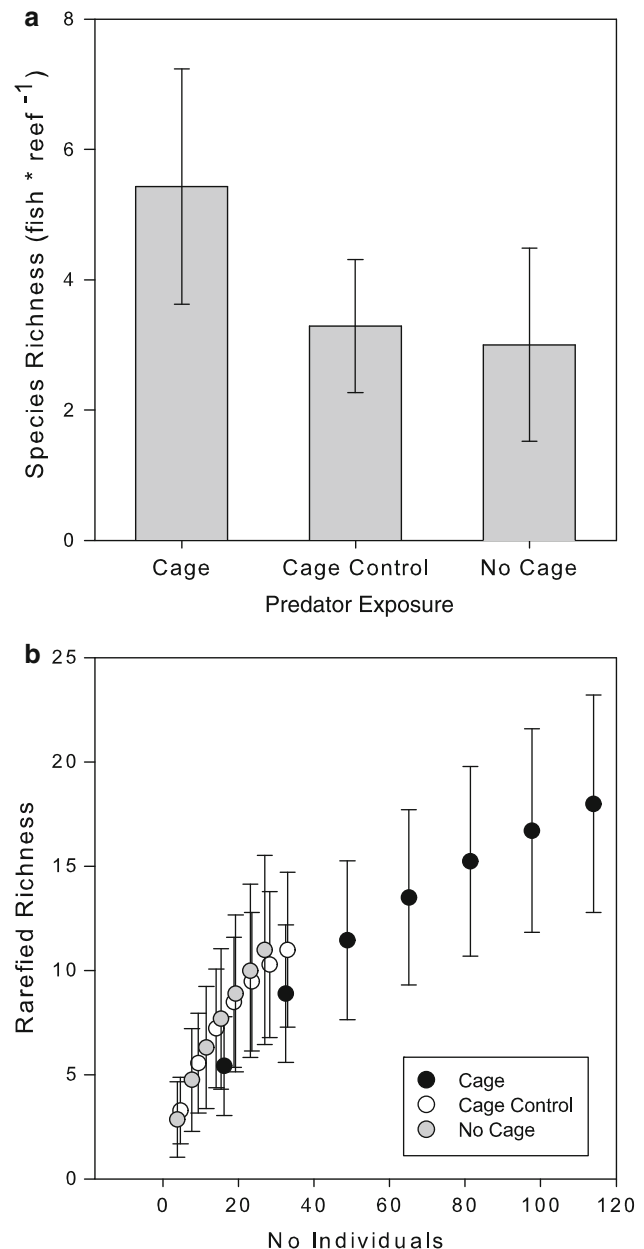 a
8
6
4
2
0
Species Richness (fish * reef -1)
Cage
Cage Control
No Cage
Predator Exposure
b
25
20
15
10
5
0
Rarefied Richness
Cage
Cage Control
No Cage
0
20
40
60
80
100
120
No Individuals